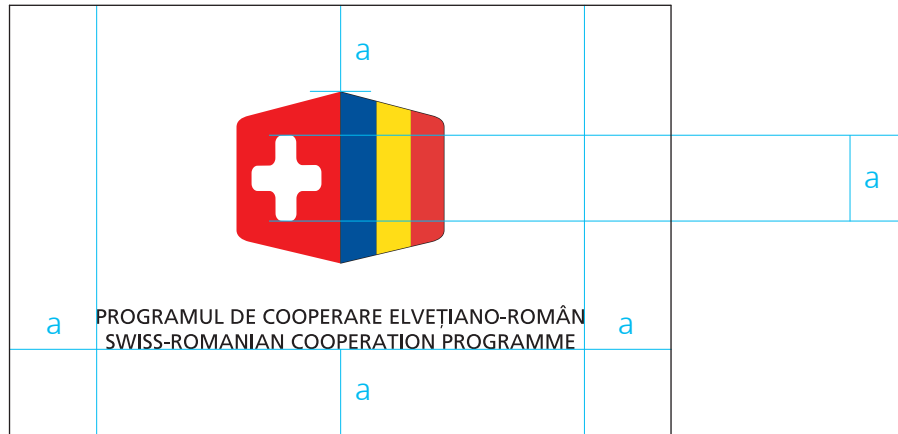 a
a
a PROGRAMUL DE COOPERARE ELVEȚIANO-ROMÂN a
SWISS-ROMANIAN COOPERATION PROGRAMME
a